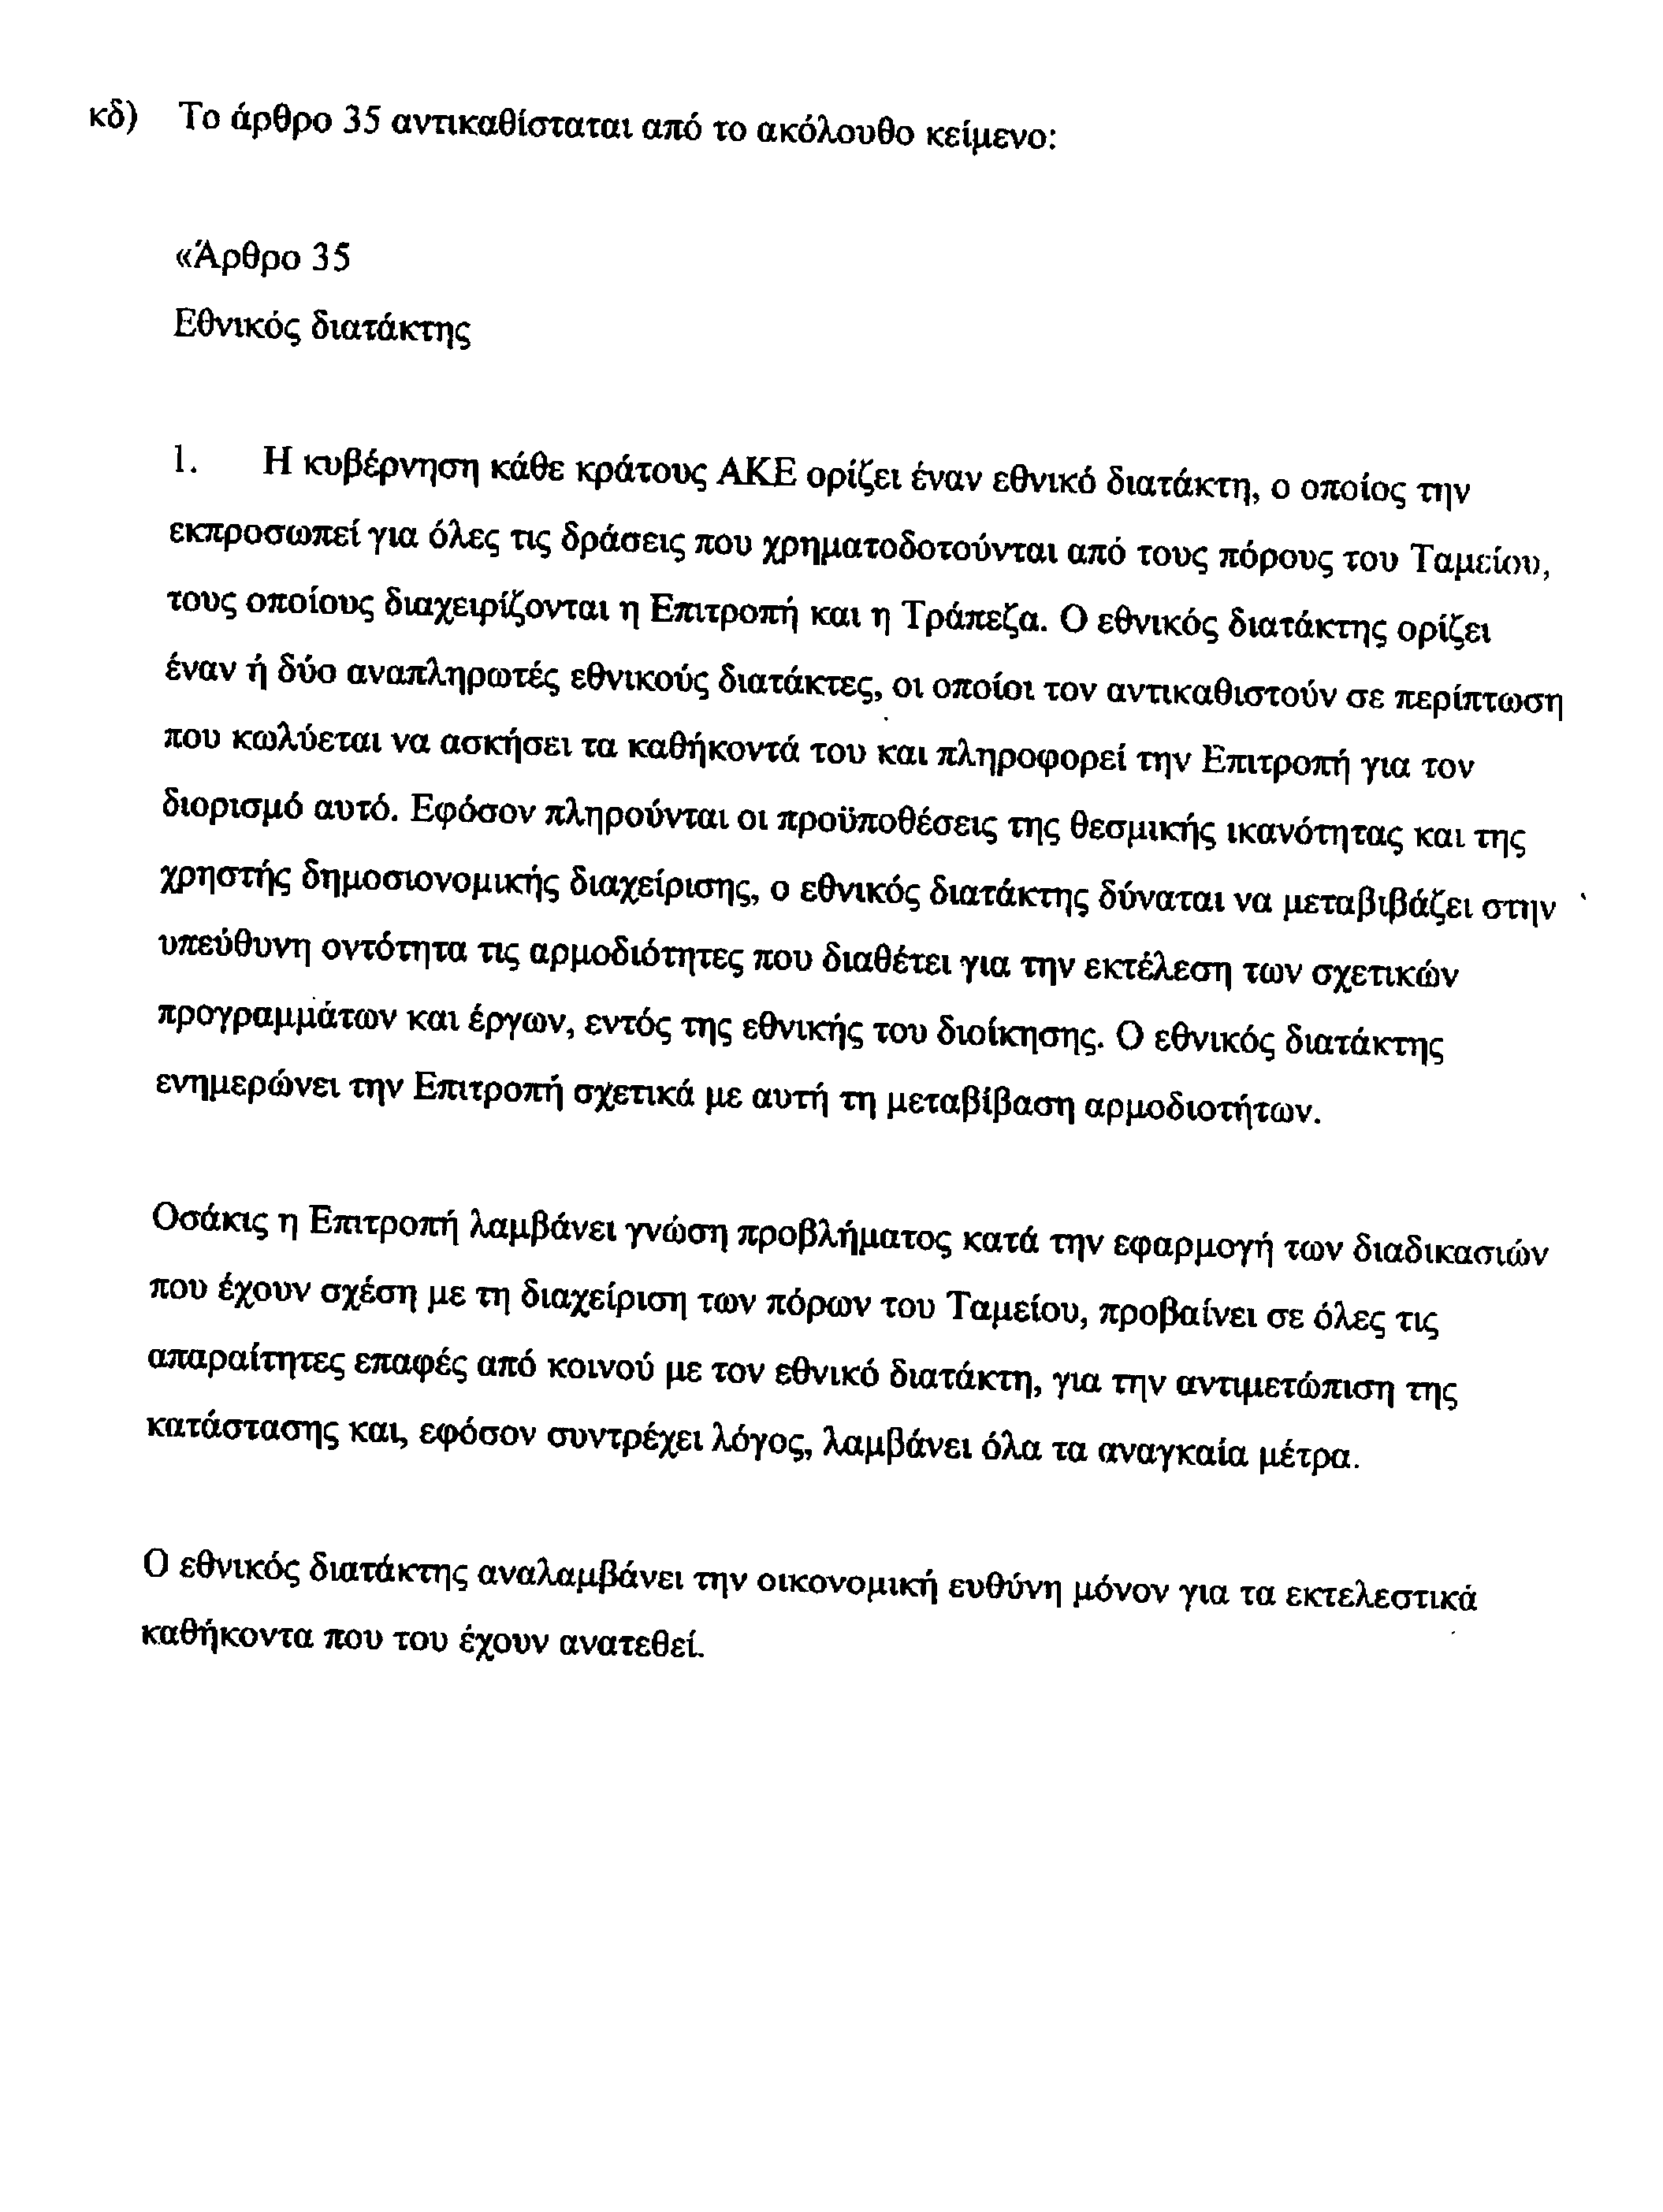 κδ) Το άρθρο 35 αντικαθίσταται από το ακόλουθο κείμενο:
«Άρθρο 35
Εθνικός διατάκτης
1. Η κυβέρνηση κάθε κράτους ΑΚΕ ορίζει έναν εθνικό διατάκτη, ο οποίος την
εκπροσωπεί για όλες τις δράσεις που χρηματοδοτούνται από τους πόρους του Ταμείου,
τους οποίους διαχειρίζονται η Επιτροπή και η Τράπεζα. Ο εθνικός διατάκτης ορίζει
έναν ή δύο αναπληρωτές εθνικούς διατάκτες, οι οποίοι τον αντικαθιστούν σε περίπτωση
που κωλύεται να ασκήσει τα καθήκοντά του και πληροφορεί την Επιτροπή για τον
διορισμό αυτό. Εφόσον πληρούνται οι προϋποθέσεις της θεσμικής ικανότητας και της
χρηστής δημοσιονομικής διαχείρισης, ο εθνικός διατάκτης δύναται να μεταβιβάζει στην
υπεύθυνη οντότητα τις αρμοδιότητες που διαθέτει για την εκτέλεση των σχετικών
προγραμμάτων και έργων, εντός της εθνικής του διοίκησης. Ο εθνικός διατάκτης
ενημερώνει την Επιτροπή σχετικά με αυτή τη μεταβίβαση αρμοδιοτήτων.
Οσάκις η Επιτροπή λαμβάνει γνώση προβλήματος κατά την εφαρμογή των διαδικασιών
που έχουν σχέση με τη διαχείριση των πόρων του Ταμείου, προβαίνει σε όλες τις
απαραίτητες επαφές από κοινού με τον εθνικό διατάκτη, για την αντιμετώπιση της
κατάστασης και, εφόσον συντρέχει λόγος, λαμβάνει όλα τα αναγκαία μέτρα.
Ο εθνικός διατάκτης αναλαμβάνει την οικονομική ευθύνη μόνον για τα εκτελεστικά
καθήκοντα που του έχουν ανατεθεί.